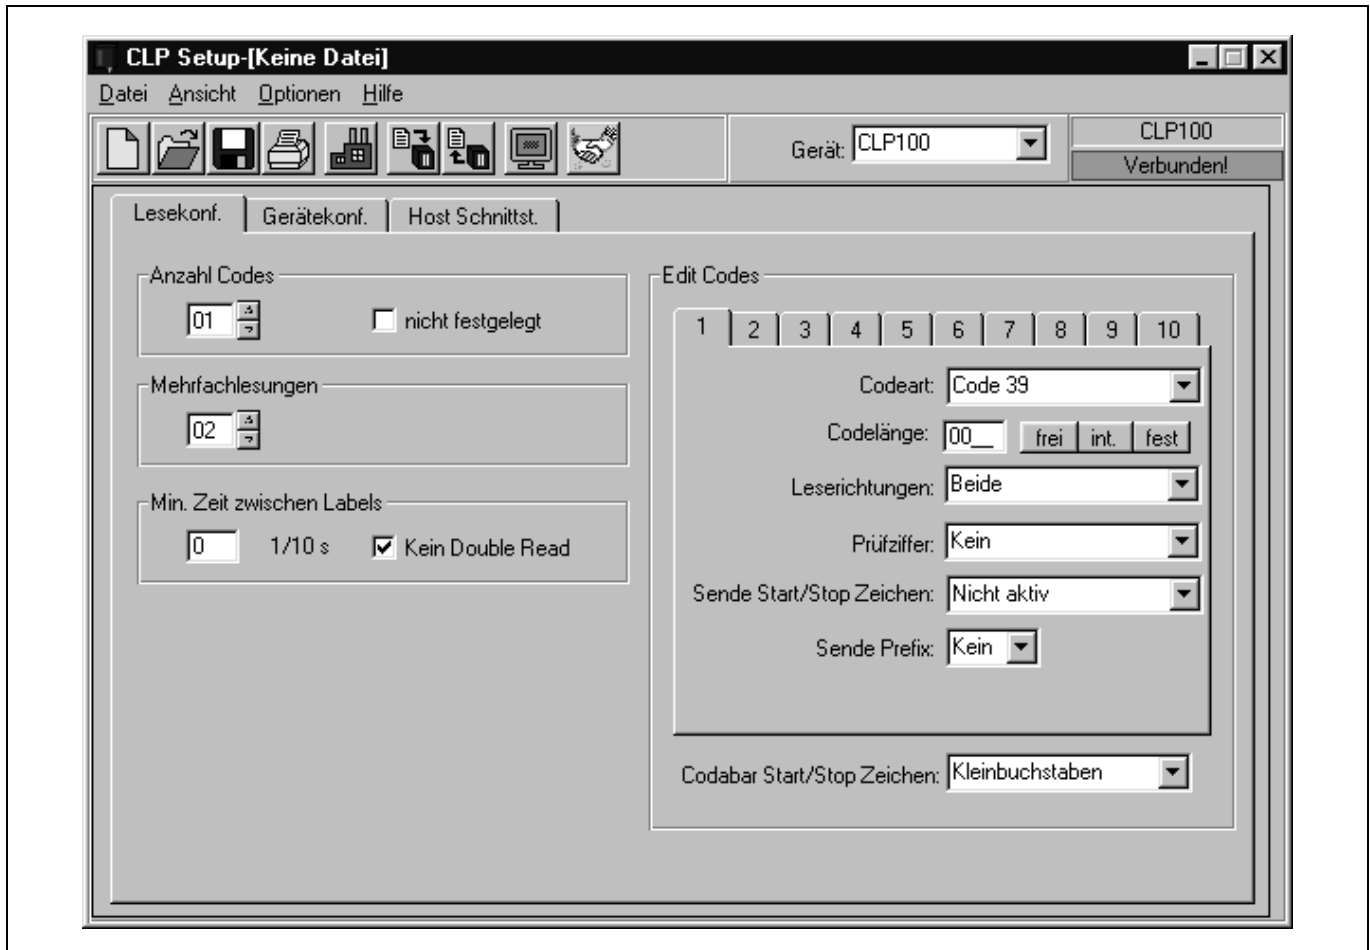 CLP Setup-[Keine Datei]
Datei Ansicht Optionen Hilfe
Gerät: CLP100
CLP100
Verbunden!
Lesekonf. Gerätekonf. Host Schnittst.
Anzahl Codes
01 nicht festgelegt
Mehrfachlesungen
02
Min. Zeit zwischen Labels
0 1/10 s Kein Double Read
Edit Codes
1 2 3 4 5 6 7 8 9 10
Codeart: Code 39
Codelänge: 00__ frei int. fest
Leserichtungen: Beide
Prüfziffer: Kein
Sende Start/Stop Zeichen: Nicht aktiv
Sende Prefix: Kein
Codabar Start/Stop Zeichen: Kleinbuchstaben